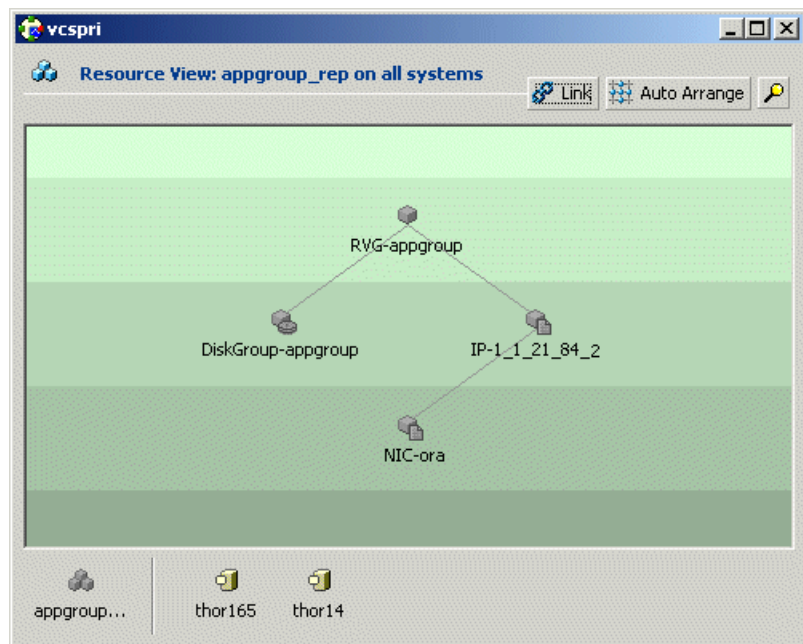 vcspri
Resource View: appgroup_rep on all systems
Link
Auto Arrange
RVG-appgroup
DiskGroup-appgroup
IP-1_1_21_84_2
NIC-ora
appgroup...
thor165
thor14